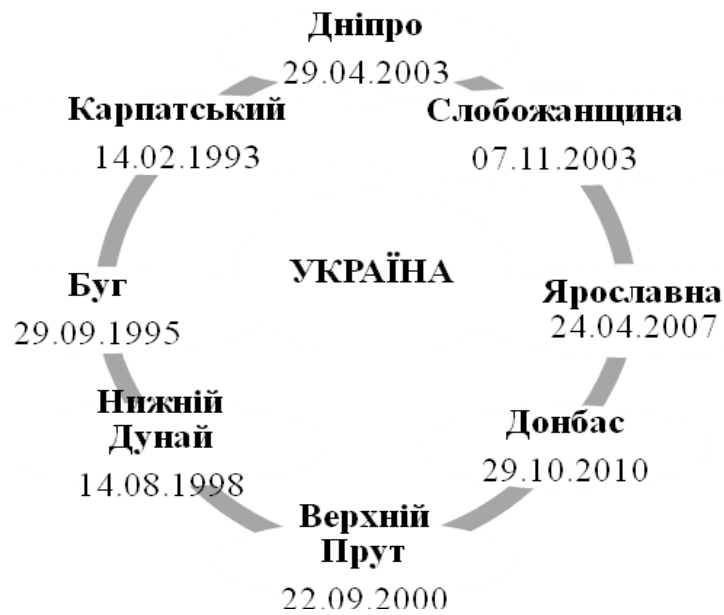 Дніпро
29.04.2003
Карпатський
14.02.1993
Слобожанщина
07.11.2003
УКРАЇНА
Буг
29.09.1995
Ярославна
24.04.2007
Нижній
Дунай
14.08.1998
Донбас
29.10.2010
Верхній
Прут
22.09.2000